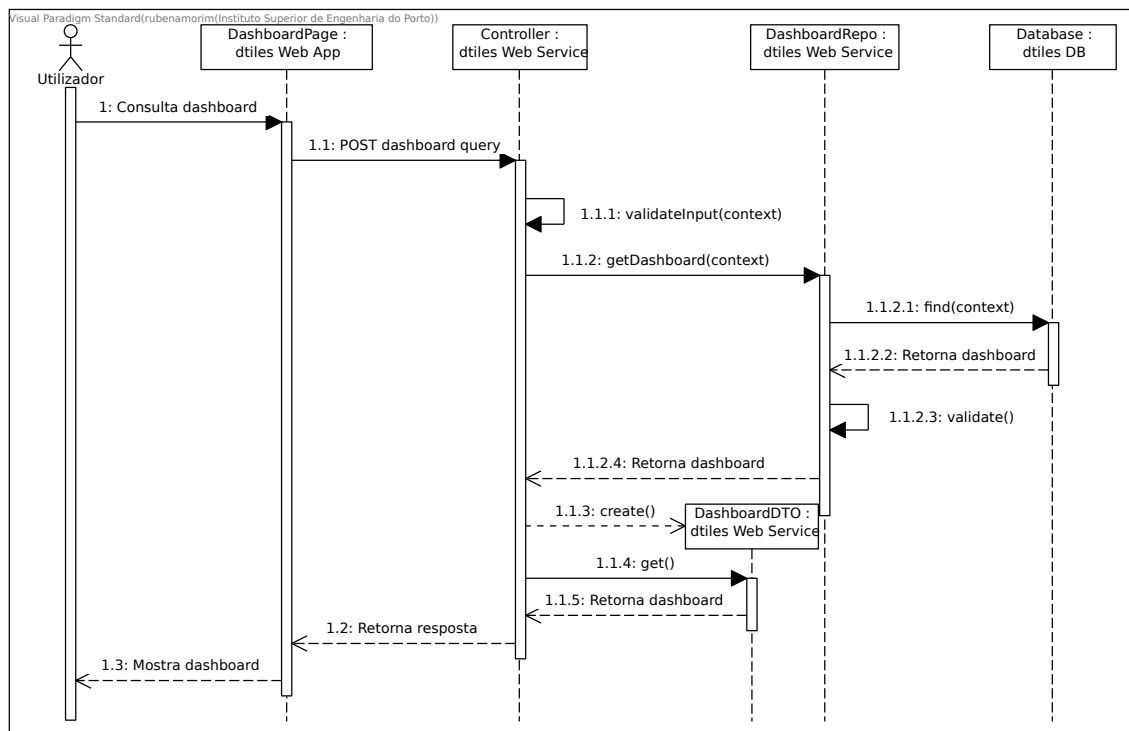 Visual Paradigm Standard(rubenamorim(Instituto Superior de Engenharia do Porto))
Utilizador
DashboardPage :
dtiles Web App
Controller :
dtiles Web Service
DashboardRepo :
dtiles Web Service
Database :
dtiles DB
1: Consulta dashboard
1.1: POST dashboard query
1.1.1: validateInput(context)
1.1.2: getDashboard(context)
1.1.2.1: find(context)
1.1.2.2: Retorna dashboard
1.1.2.3: validate()
1.1.2.4: Retorna dashboard
1.1.3: create()
DashboardDTO :
dtiles Web Service
1.1.4: get()
1.1.5: Retorna dashboard
1.2: Retorna resposta
1.3: Mostra dashboard